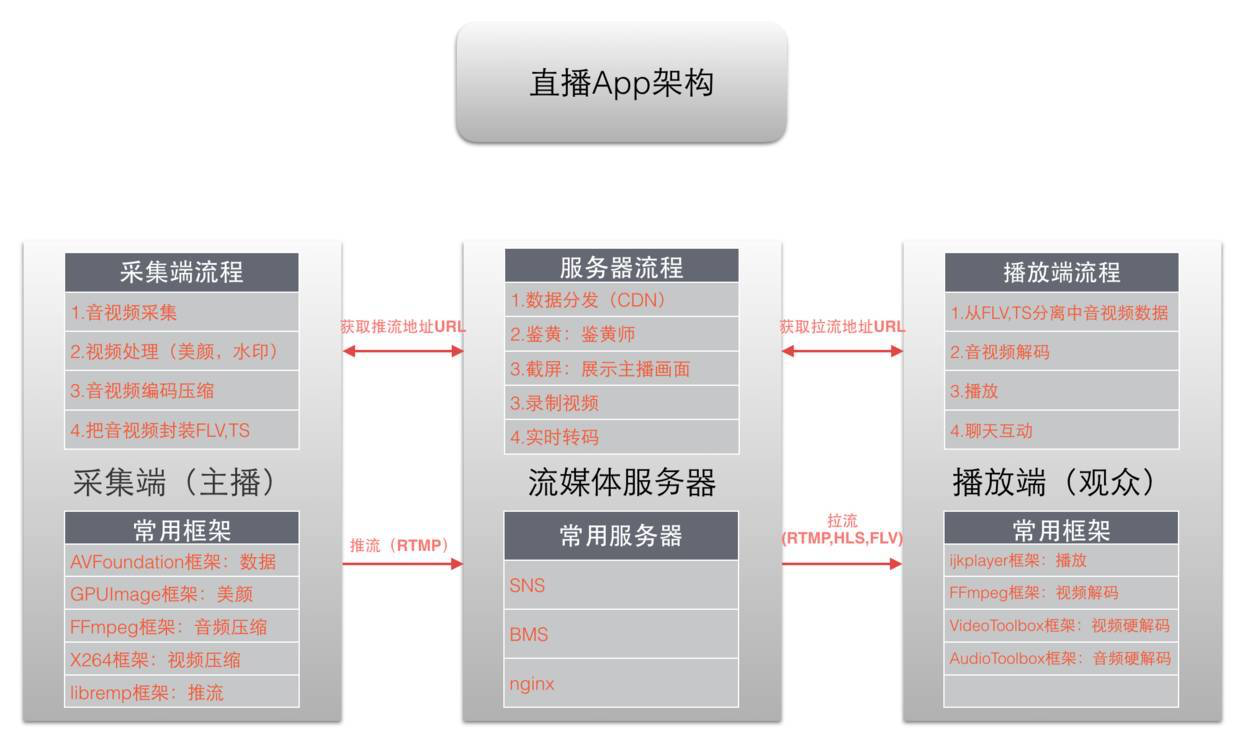 直播App架构
采集端流程
1.音视频采集
2.视频处理（美颜，水印）
3.音视频编码压缩
4.把音视频封装FLV,TS
采集端（主播）
常用框架
AVFoundation框架：数据
GPUImage框架：美颜
FFmpeg框架：音频压缩
X264框架：视频压缩
libremp框架：推流
获取推流地址URL
推流（RTMP）
服务器流程
1.数据分发（CDN）
2.鉴黄：鉴黄师
3.截屏：展示主播画面
3.录制视频
4.实时转码
流媒体服务器
常用服务器
SNS
BMS
nginx
获取拉流地址URL
拉流
(RTMP,HLS,FLV)
播放端流程
1.从FLV,TS分离中音视频数据
2.音视频解码
3.播放
4.聊天互动
播放端（观众）
常用框架
ijkplayer框架：播放
FFmpeg框架：视频解码
VideoToolbox框架：视频硬解码
AudioToolbox框架：音频硬解码